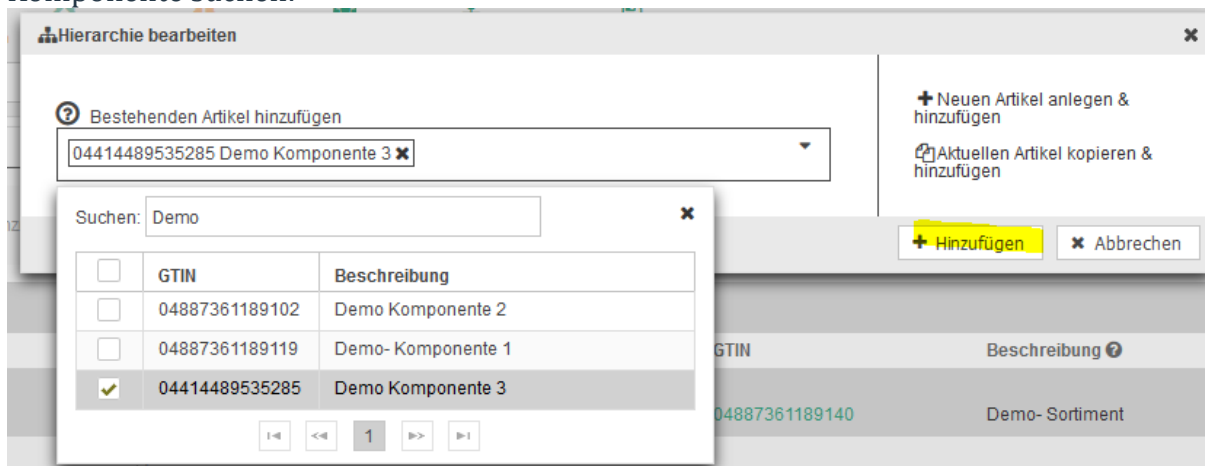 Komponente suchen.
Hierarchie bearbeiten
Bestehenden Artikel hinzufügen
04414489535285 Demo Komponente 3
Neuen Artikel anlegen &
hinzufügen
Aktuellen Artikel kopieren &
hinzufügen
Suchen: Demo
Hinzufügen
Abbrechen
GTIN Beschreibung
04887361189102 Demo Komponente 2
04887361189119 Demo- Komponente 1
04414489535285 Demo Komponente 3
1
GTIN Beschreibung
04887361189140 Demo- Sortiment